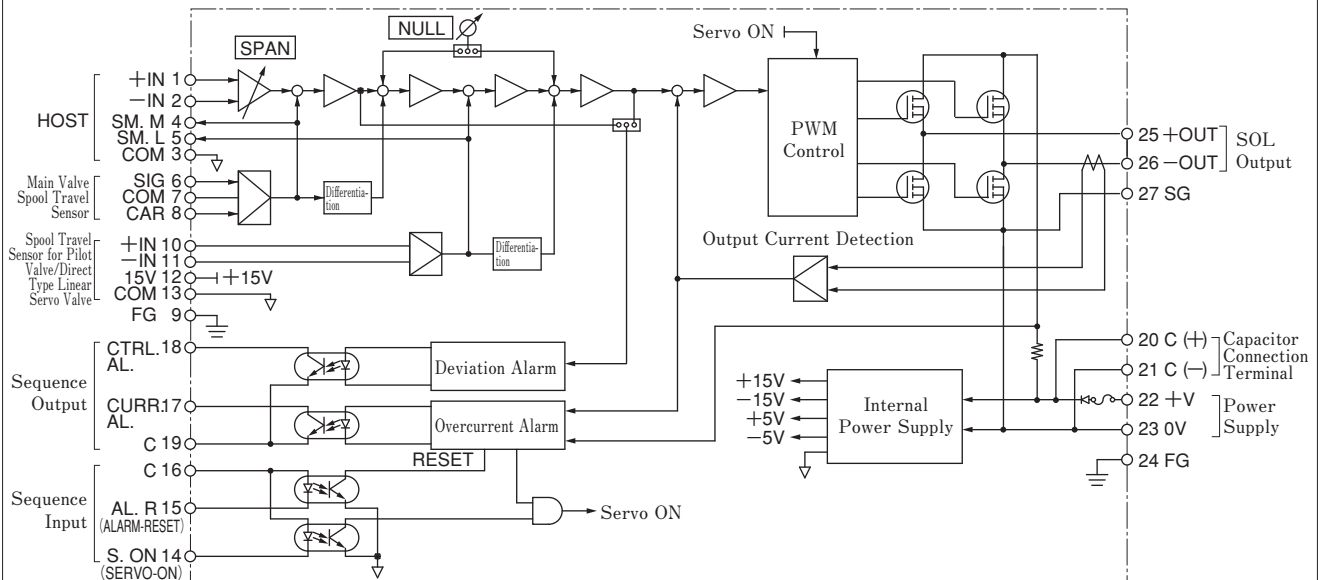 NULL
SPAN
Servo ON
HOST
+IN 1
−IN 2
SM. M 4
SM. L 5
COM 3
Main Valve
Spool Travel
Sensor
SIG 6
COM 7
CAR 8
Differentia-
tion
Spool Travel
Sensor for Pilot
Valve/Direct
Type Linear
Servo Valve
+IN 10
−IN 11
15V 12
+15V
COM 13
Differentia-
tion
FG 9
PWM
Control
25 +OUT
26 −OUT
SOL
Output
27 SG
Output Current Detection
Sequence
Output
CTRL. 18
AL.
CURR. 17
AL.
C 19
Deviation Alarm
Overcurrent Alarm
RESET
Sequence
Input
C 16
AL. R 15
(ALARM-RESET)
S. ON 14
(SERVO-ON)
Servo ON
+15V
−15V
+5V
−5V
Internal
Power Supply
20 C (+)
21 C (−)
Capacitor
Connection
Terminal
22 +V
23 0V
Power
Supply
24 FG